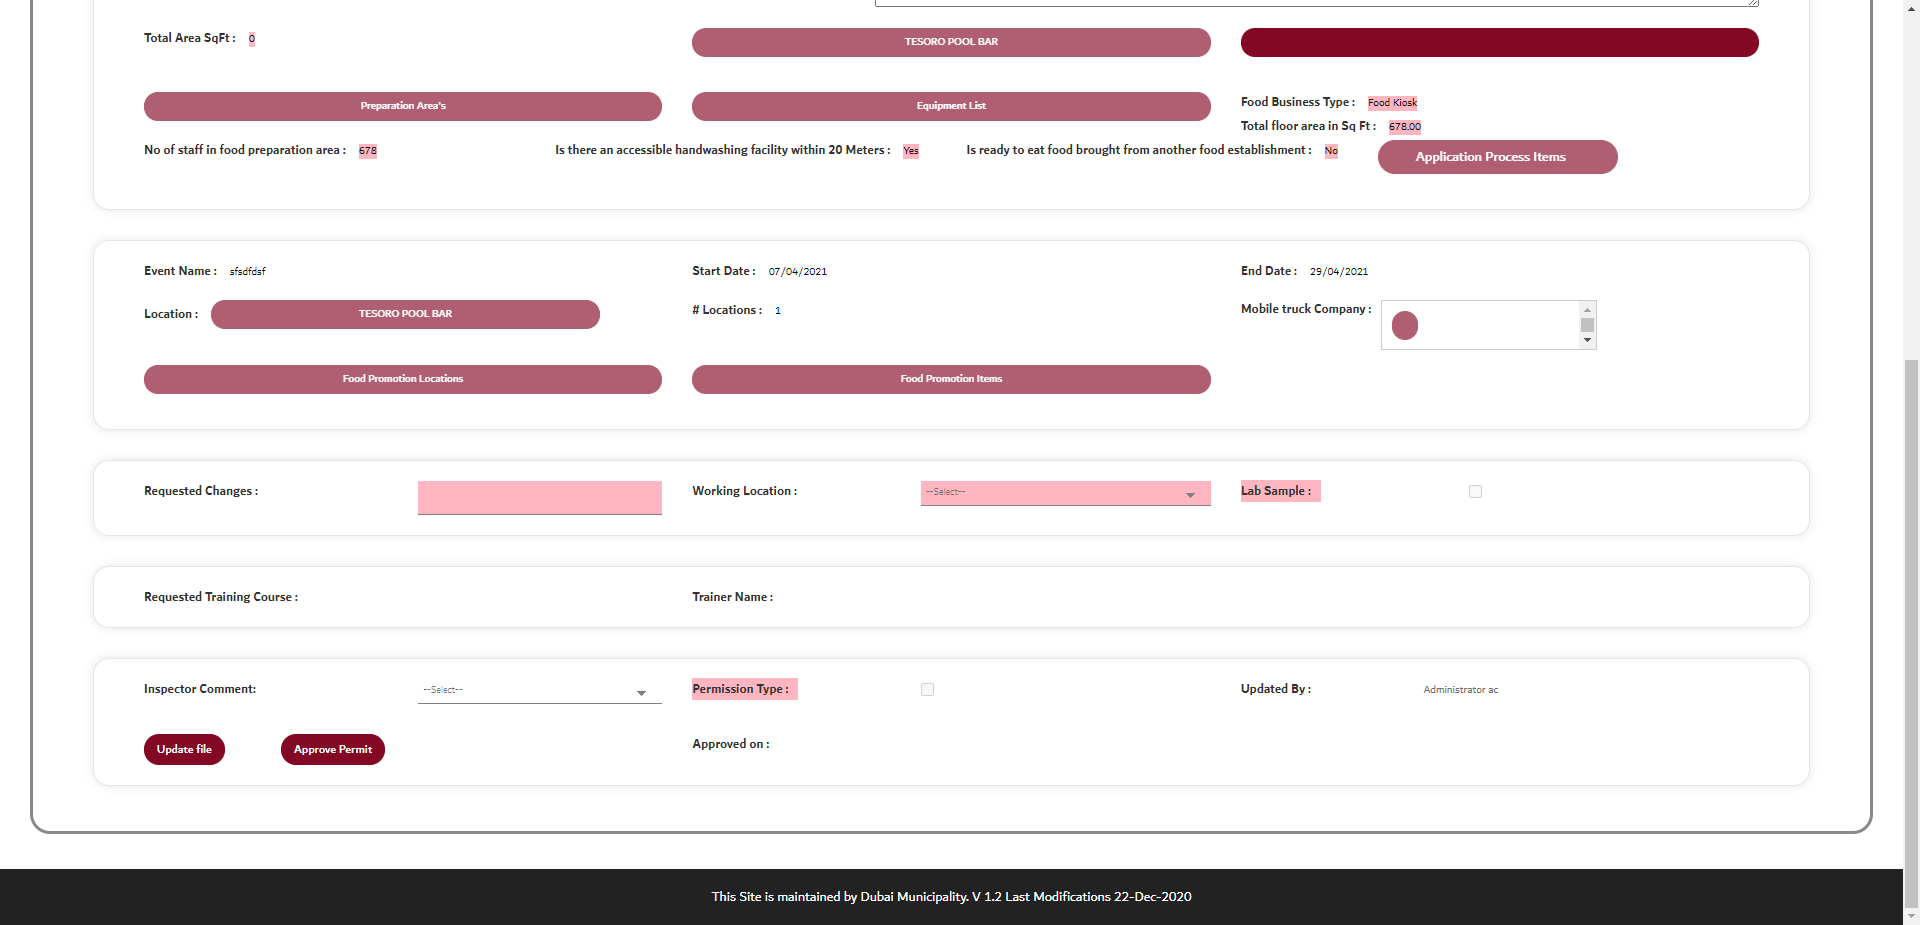 Total Area SqFt : 0
TESORO POOL BAR
Preparation Area's
Equipment List
Food Business Type : Food Kiosk
Total floor area in Sq Ft : 678.00
No of staff in food preparation area : 678
Is there an accessible handwashing facility within 20 Meters : Yes
Is ready to eat food brought from another food establishment : No
Application Process Items
Event Name : sfsdfdsf
Start Date : 07/04/2021
End Date : 29/04/2021
Location : TESORO POOL BAR
# Locations : 1
Mobile truck Company :
Food Promotion Locations
Food Promotion Items
Requested Changes :
Working Location : --Select--
Lab Sample :
Requested Training Course :
Trainer Name :
Inspector Comment: --Select--
Permission Type :
Updated By : Administrator ac
Update file
Approve Permit
Approved on :
This Site is maintained by Dubai Municipality. V 1.2 Last Modifications 22-Dec-2020